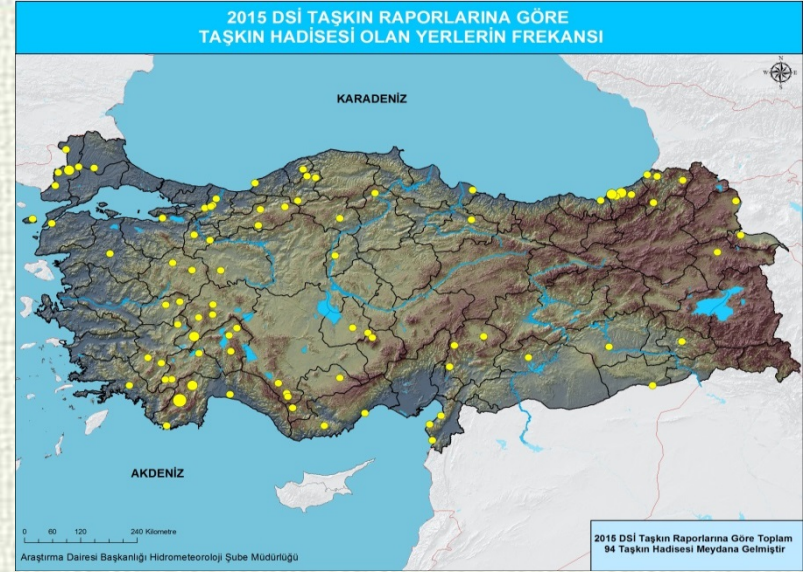 2015 DSİ TAŞKIN RAPORLARINA GÖRE
TAŞKIN HADİSESİ OLAN YERLERİN FREKANSI
N
W E
S
KARADENİZ
AKDENİZ
0 60 120 240 Kilometre
Araştırma Dairesi Başkanlığı Hidrometeoroloji Şube Müdürlüğü
2015 DSİ Taşkın Raporlarına Göre Toplam
94 Taşkın Hadisesi Meydana Gelmiştir